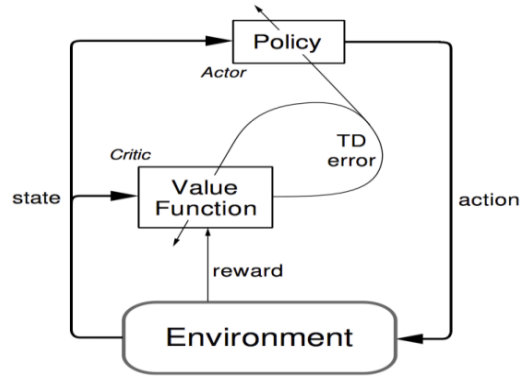 Policy
Actor
TD
error
Critic
Value
Function
state
action
reward
Environment